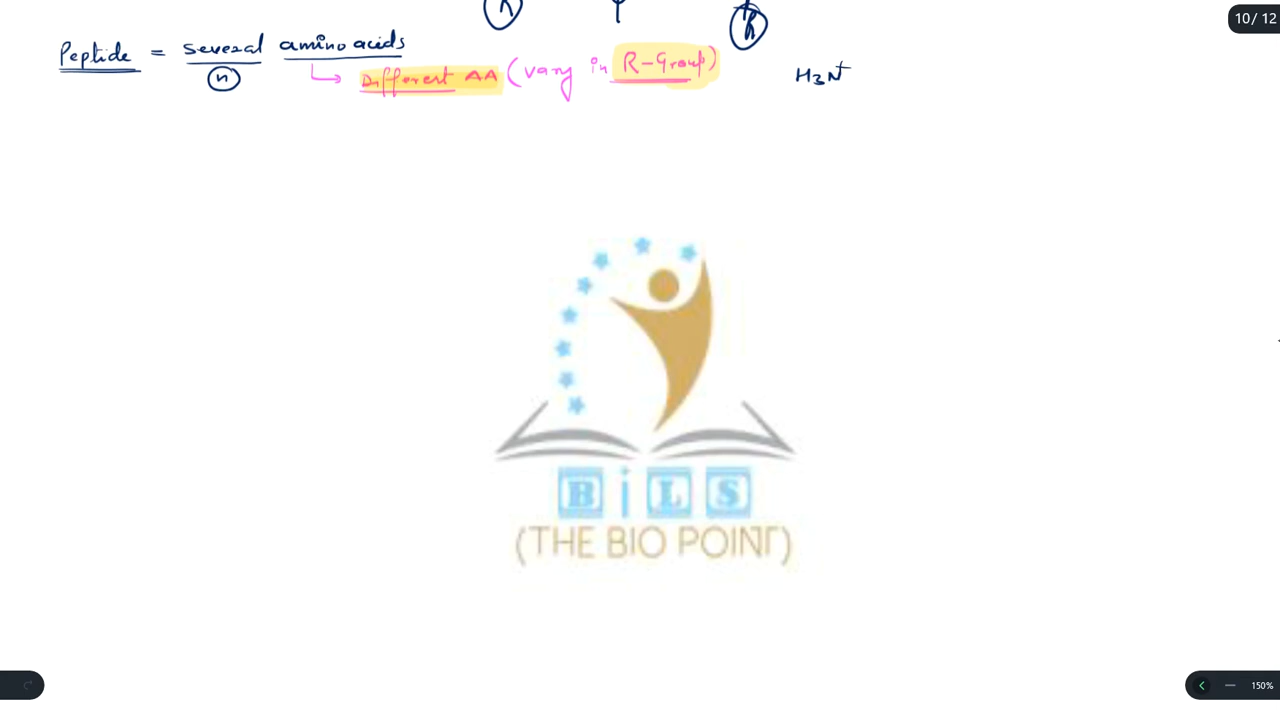 10 / 12
R
Peptide = several amino acids
n
↳ Different AA (vary in R-Group)
H3N+
BiLS
(THE BIO POINT)
150%